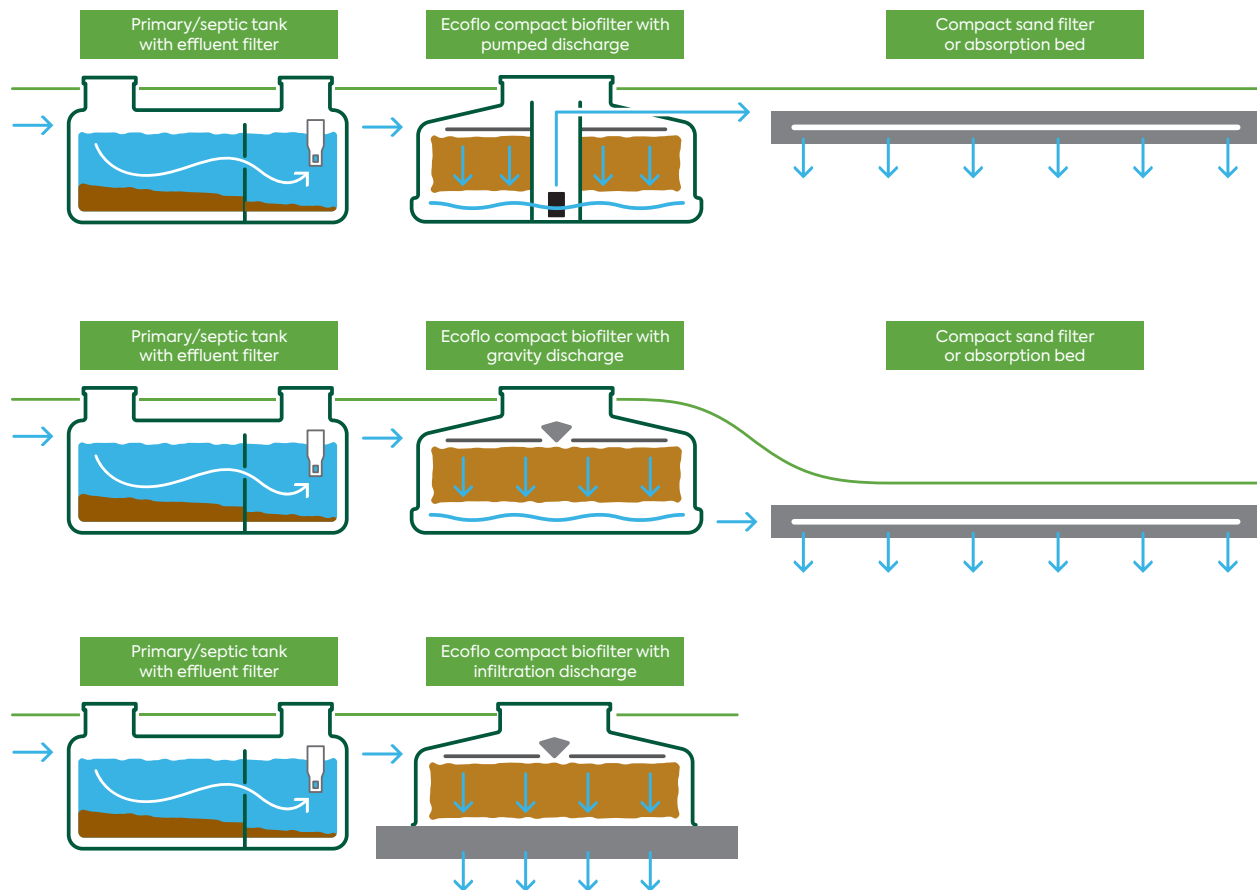 Primary/septic tank
with effluent filter
Ecoflo compact biofilter with
pumped discharge
Compact sand filter
or absorption bed
Primary/septic tank
with effluent filter
Ecoflo compact biofilter with
gravity discharge
Compact sand filter
or absorption bed
Primary/septic tank
with effluent filter
Ecoflo compact biofilter with
infiltration discharge